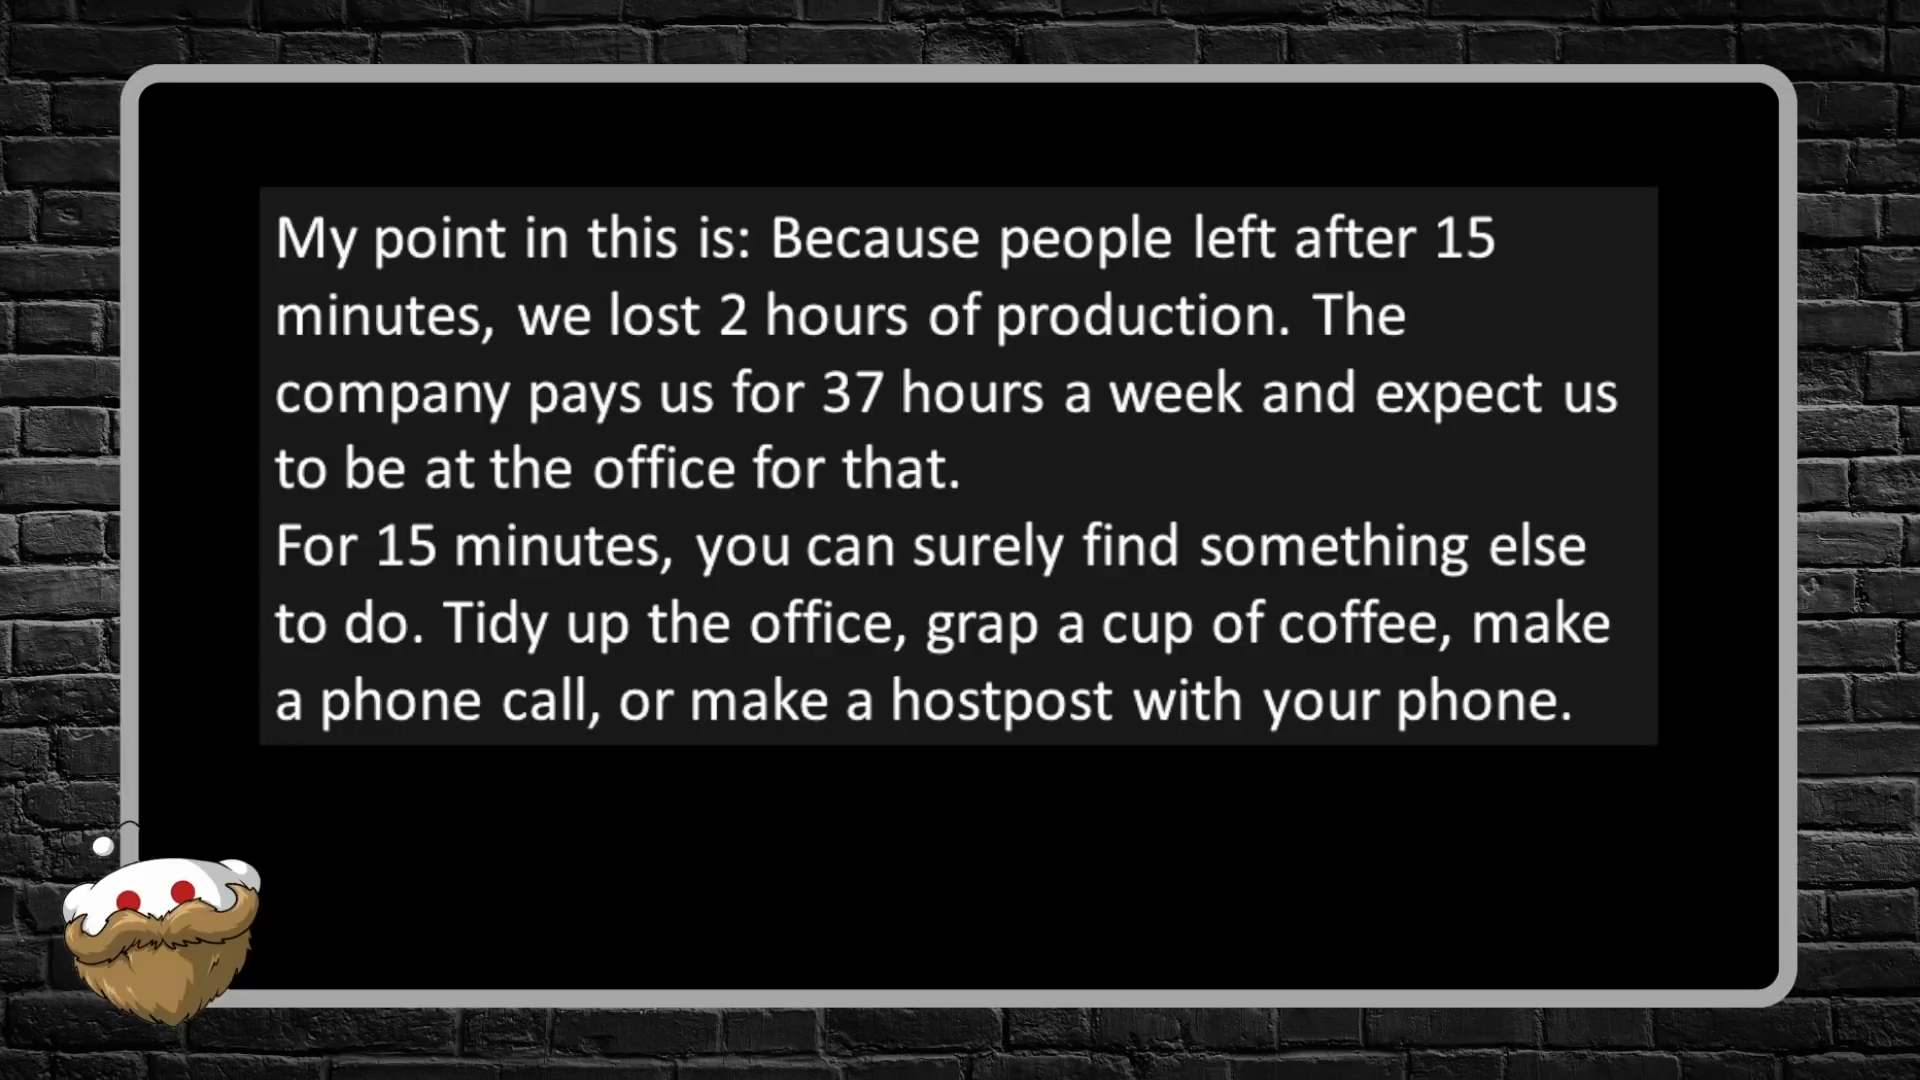 My point in this is: Because people left after 15
minutes, we lost 2 hours of production. The
company pays us for 37 hours a week and expect us
to be at the office for that.
For 15 minutes, you can surely find something else
to do. Tidy up the office, grap a cup of coffee, make
a phone call, or make a hostpost with your phone.